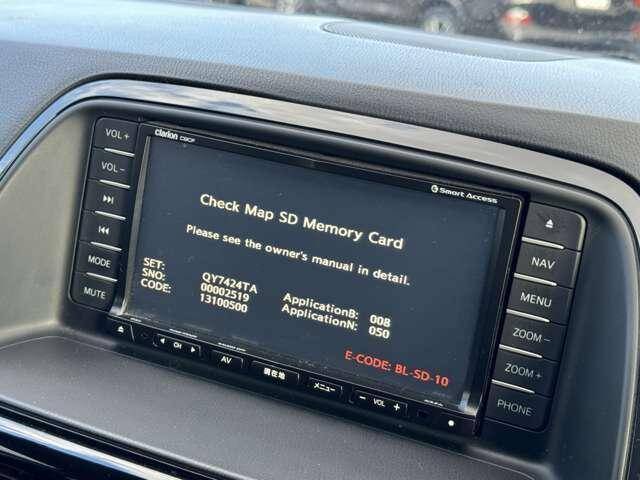 Clarion
Smart Access
VOL +
VOL −
MODE
MUTE
Check Map SD Memory Card
Please see the owner's manual in detail.
SET: QY7424TA
SNO: 00002519
CODE: 13100500
ApplicationB: 008
ApplicationN: 050
E-CODE: BL-SD-10
NAV
MENU
ZOOM −
ZOOM +
PHONE
CH
AV
現在地
メニュー
− VOL +